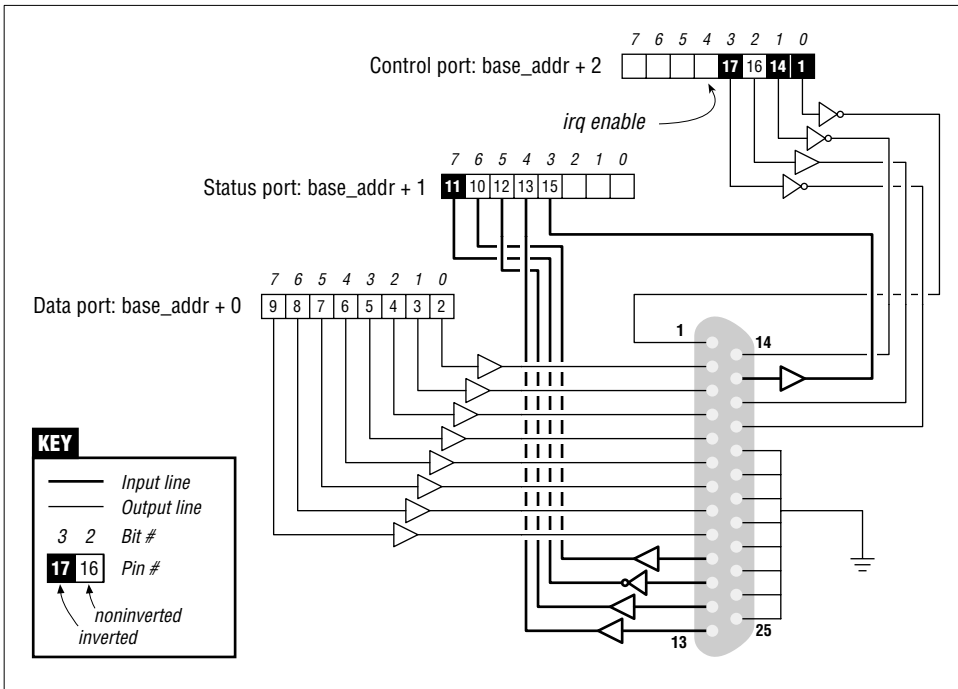 7 6 5 4 3 2 1 0
Control port: base_addr + 2
17 16 14 1
irq enable
7 6 5 4 3 2 1 0
Status port: base_addr + 1
11 10 12 13 15
7 6 5 4 3 2 1 0
Data port: base_addr + 0
9 8 7 6 5 4 3 2
1
14
13
25
KEY
Input line
Output line
3 2 Bit #
17 16 Pin #
noninverted
inverted